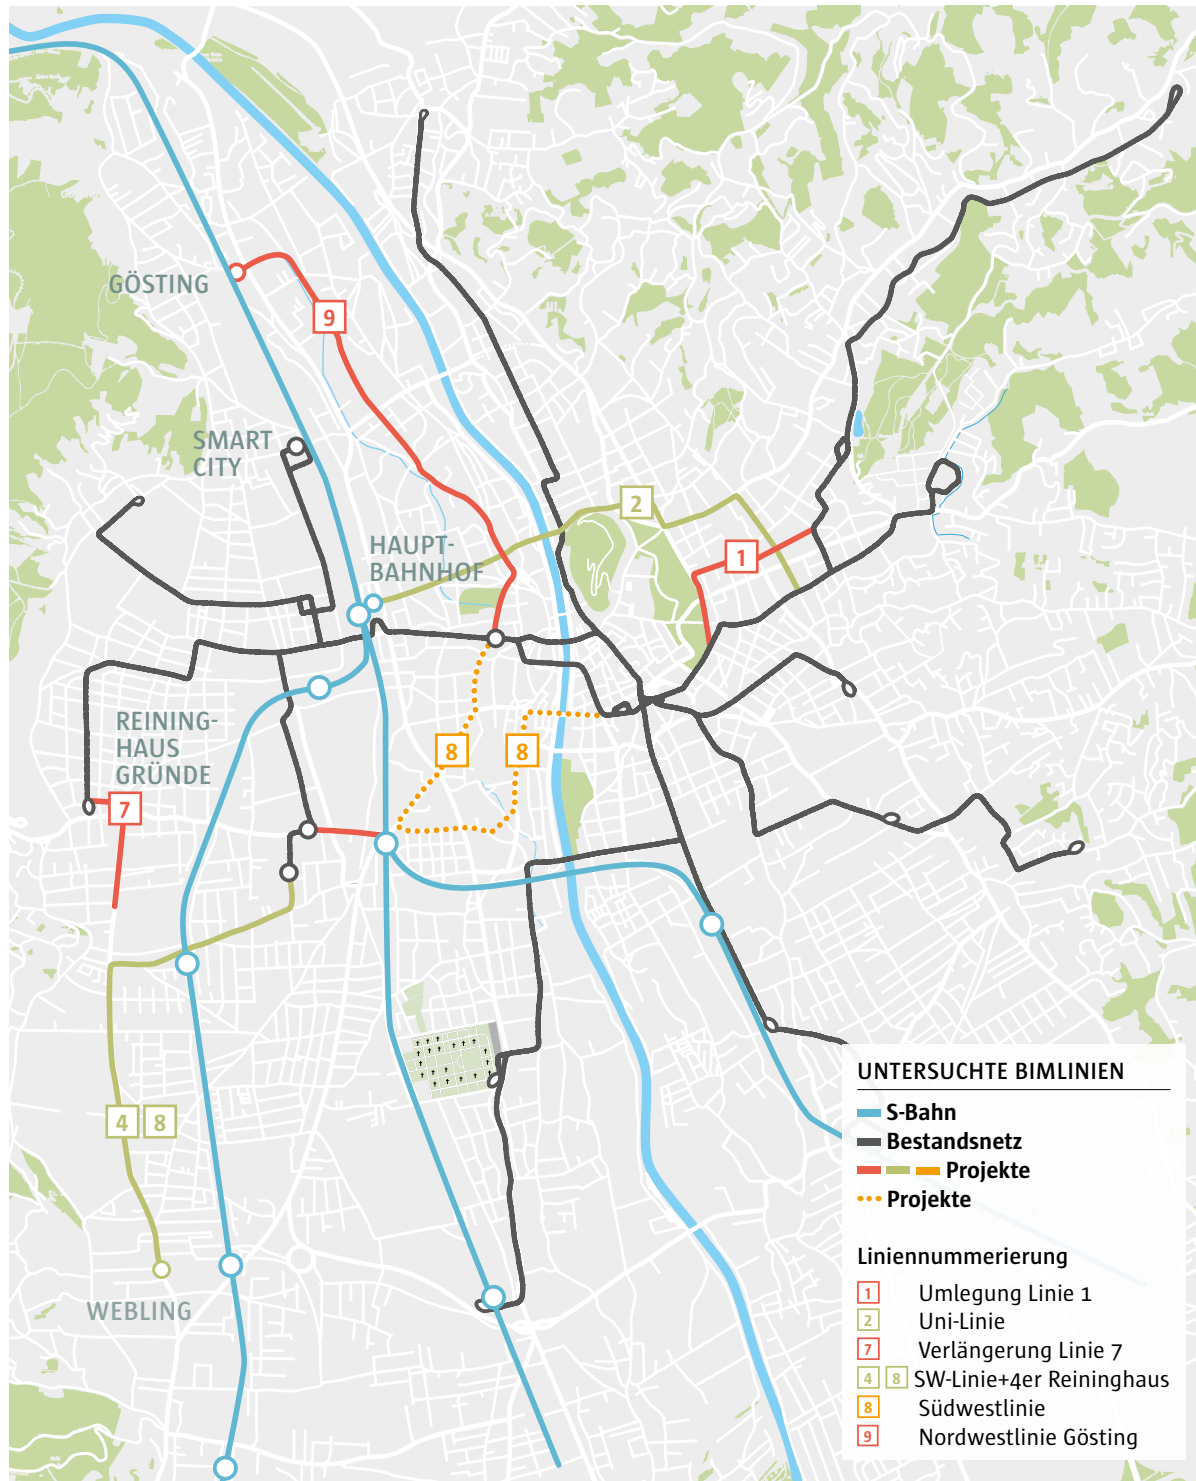 GÖSTING
9
SMART
CITY
2
HAUPT-
BAHNHOF
1
REINING-
HAUS
GRÜNDE
8
8
7
4 8
WEBLING
UNTERSUCHTE BIMLINIEN
S-Bahn
Bestandsnetz
Projekte
Projekte
Liniennummerierung
1 Umlegung Linie 1
2 Uni-Linie
7 Verlängerung Linie 7
4 8 SW-Linie+4er Reininghaus
8 Südwestlinie
9 Nordwestlinie Gösting